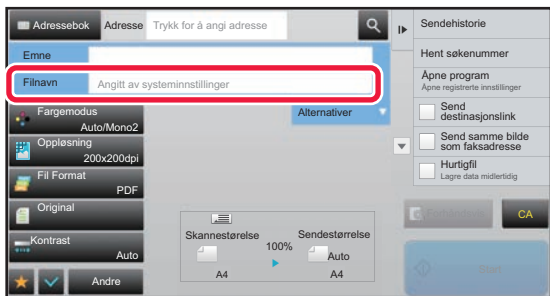 Adressebok
Adresse
Trykk for å angi adresse
Emne
Filnavn
Angitt av systeminnstillinger
Fargemodus
Auto/Mono2
Oppløsning
200x200dpi
Fil Format
PDF
Original
Kontrast
Auto
Andre
Alternativer
Skannestørelse
100%
Sendestørrelse
Auto
A4
A4
Sendehistorie
Hent søkenummer
Åpne program
Åpne registrerte innstillinger
Send
destinasjonslink
Send samme bilde
som faksadresse
Hurtigfil
Lagre data midlertidig
CA
Start